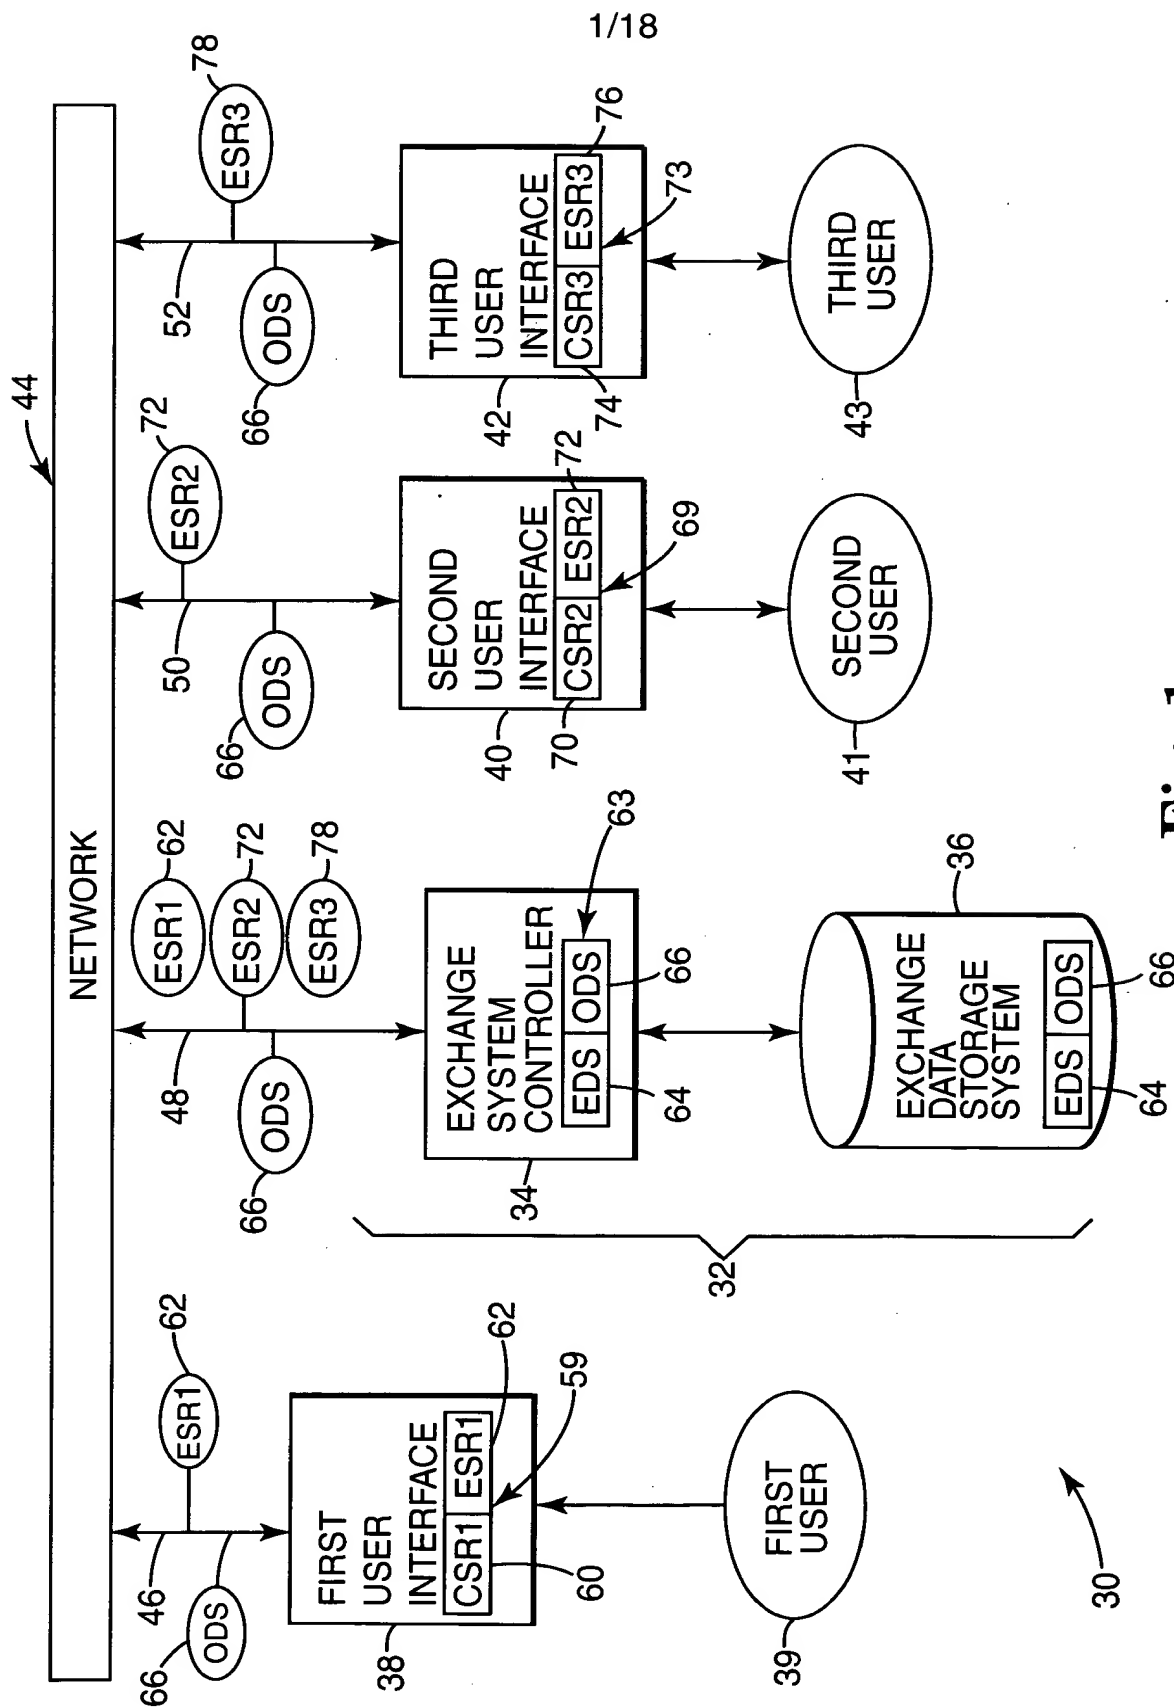 1/18
NETWORK
44
46
ESR1
62
ODS
66
48
ESR1
62
ESR2
72
ESR3
78
ODS
66
50
ESR2
72
ODS
66
52
ESR3
78
ODS
66
FIRST
USER
INTERFACE
CSR1 ESR1
38
60
59
62
FIRST
USER
39
EXCHANGE
SYSTEM
CONTROLLER
EDS ODS
34
64
66
63
EXCHANGE
DATA
STORAGE
SYSTEM
EDS ODS
36
64
66
32
SECOND
USER
INTERFACE
CSR2 ESR2
40
70
72
69
SECOND
USER
41
THIRD
USER
INTERFACE
CSR3 ESR3
42
74
76
73
THIRD
USER
43
30